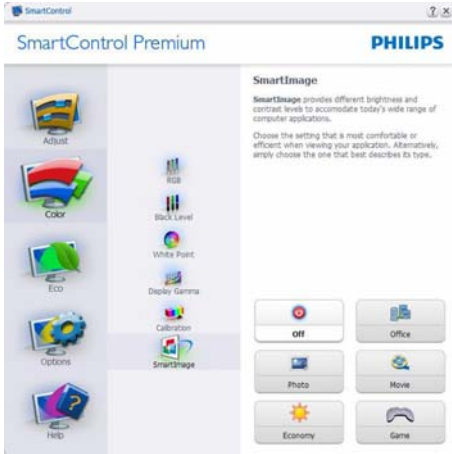 SmartControl
SmartControl Premium
PHILIPS
Adjust
Color
Eco
Options
Help
RGB
Black Level
White Point
Display Gamma
Calibration
SmartImage
SmartImage
SmartImage provides different brightness and
contrast levels to accomodate today's wide range of
computer applications.
Choose the setting that is most comfortable or
efficient when viewing your application. Alternatively,
simply choose the one that best describes its type.
Off
Office
Photo
Movie
Economy
Game